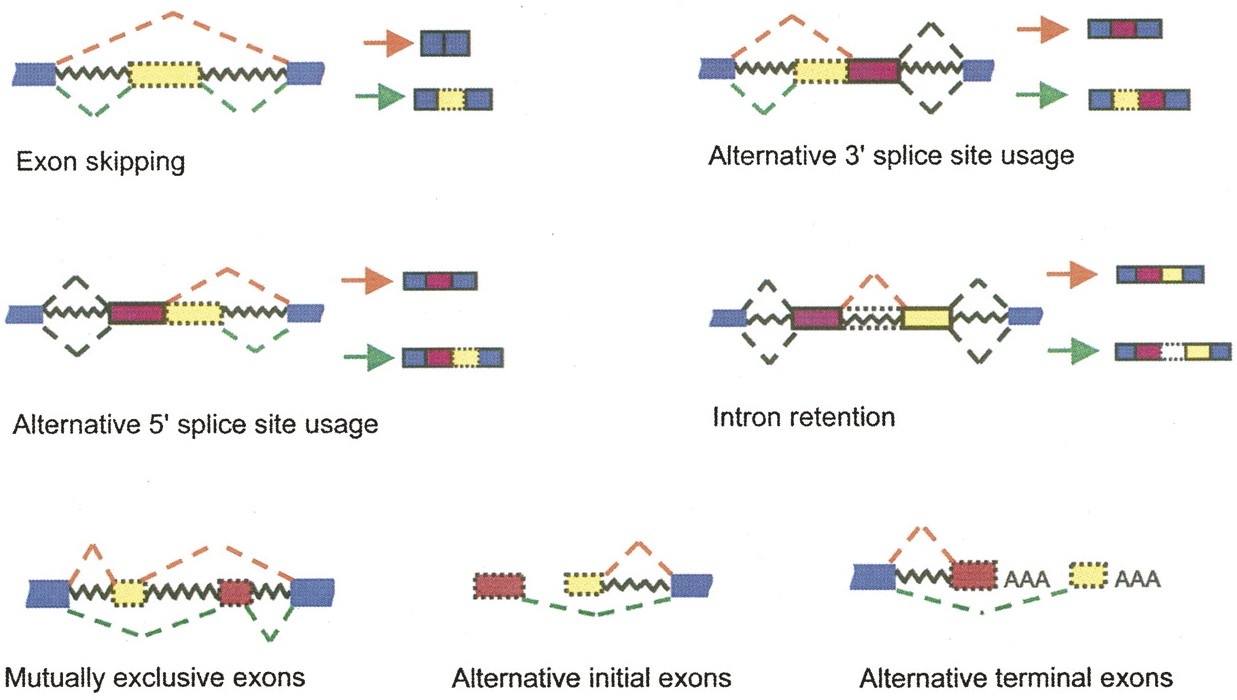 Exon skipping
Alternative 3' splice site usage
Alternative 5' splice site usage
Intron retention
AAA
AAA
Mutually exclusive exons
Alternative initial exons
Alternative terminal exons